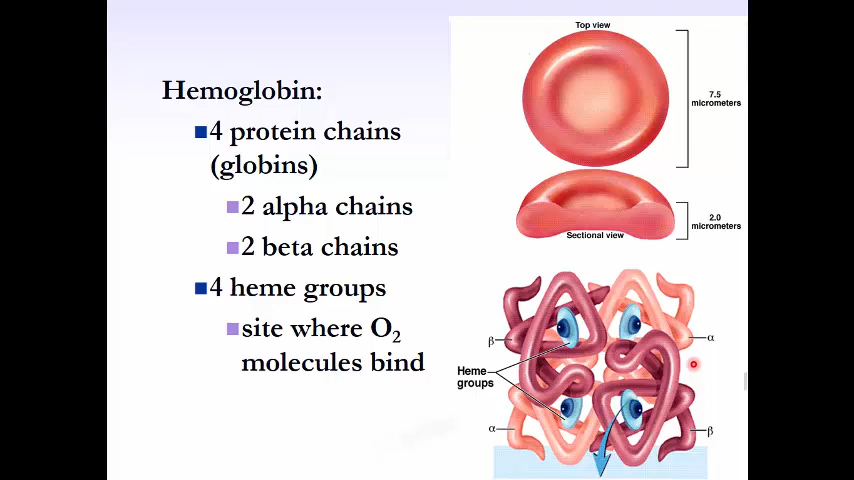 Hemoglobin:
4 protein chains
(globins)
2 alpha chains
2 beta chains
4 heme groups
site where O₂
molecules bind
Top view
7.5
micrometers
2.0
micrometers
Sectional view
β
α
Heme
groups
α
β